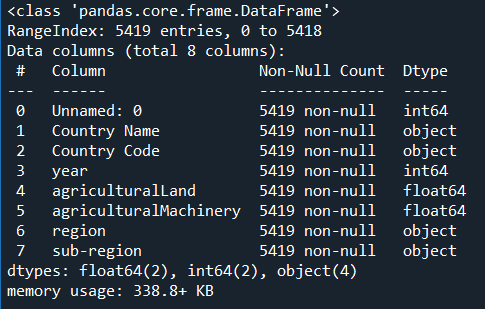 <class 'pandas.core.frame.DataFrame'>
RangeIndex: 5419 entries, 0 to 5418
Data columns (total 8 columns):
 #   Column                 Non-Null Count  Dtype
---  ------                 --------------  -----
 0   Unnamed: 0             5419 non-null   int64
 1   Country Name           5419 non-null   object
 2   Country Code           5419 non-null   object
 3   year                   5419 non-null   int64
 4   agriculturalLand       5419 non-null   float64
 5   agriculturalMachinery  5419 non-null   float64
 6   region                 5419 non-null   object
 7   sub-region             5419 non-null   object
dtypes: float64(2), int64(2), object(4)
memory usage: 338.8+ KB